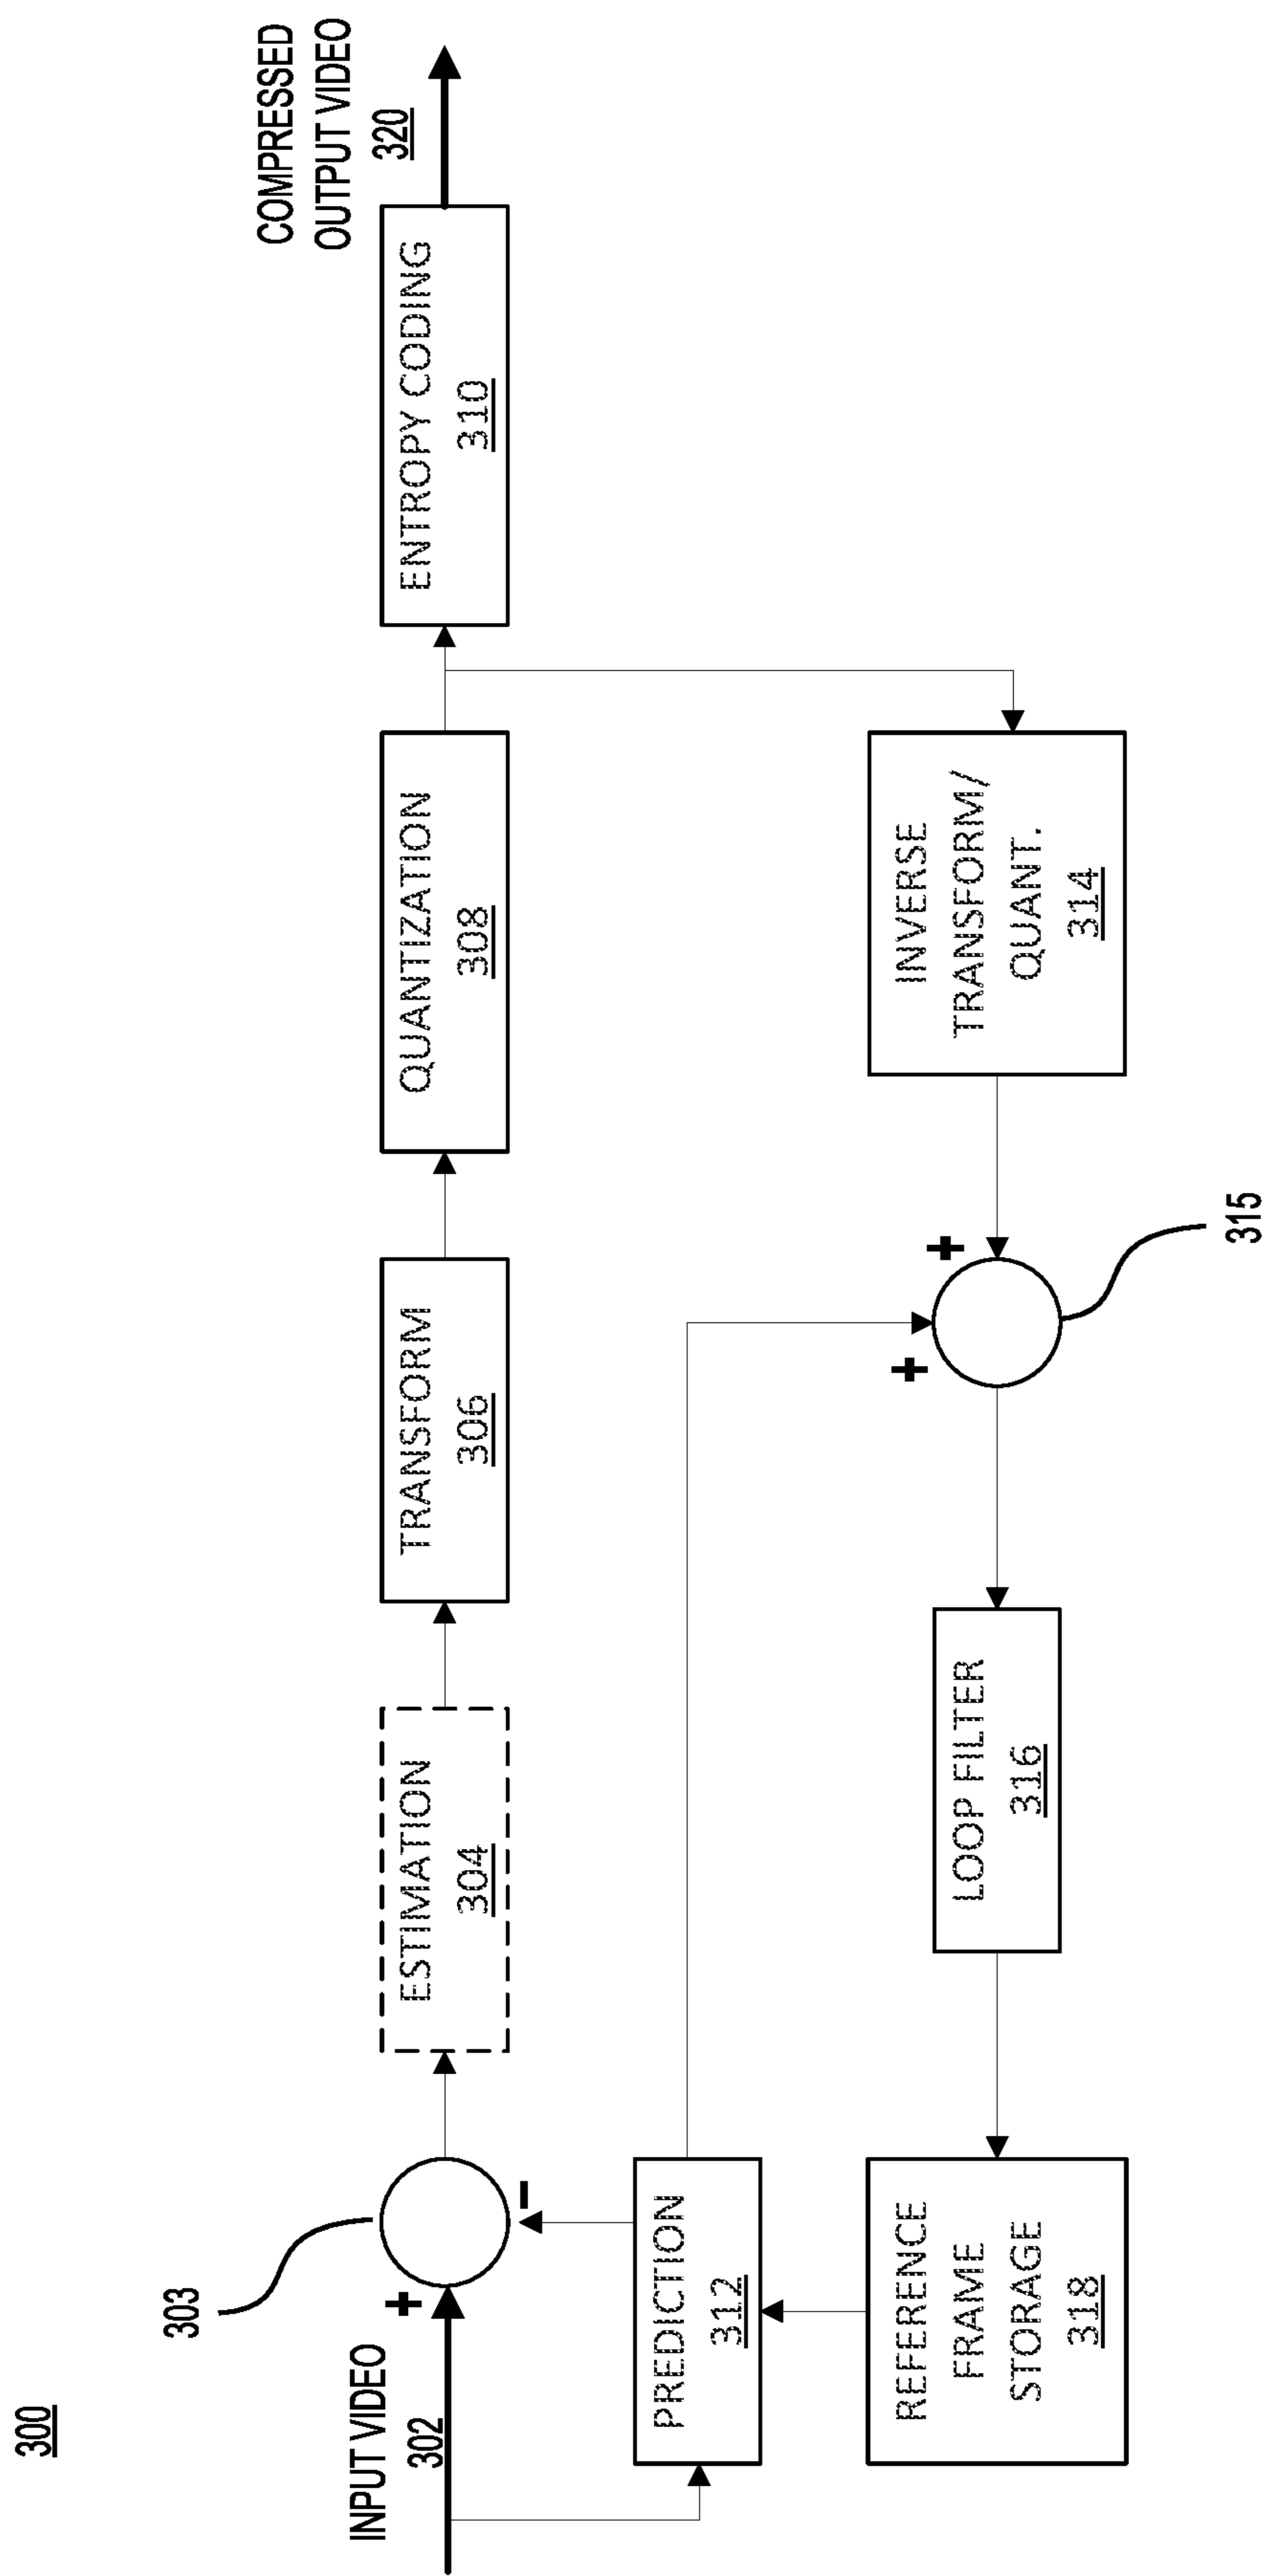 300
COMPRESSED
OUTPUT VIDEO
320
303
INPUT VIDEO
302
+
−
ESTIMATION
304
TRANSFORM
306
QUANTIZATION
308
ENTROPY CODING
310
PREDICTION
312
+
+
315
INVERSE
TRANSFORM/
QUANT.
314
LOOP FILTER
316
REFERENCE
FRAME
STORAGE
318